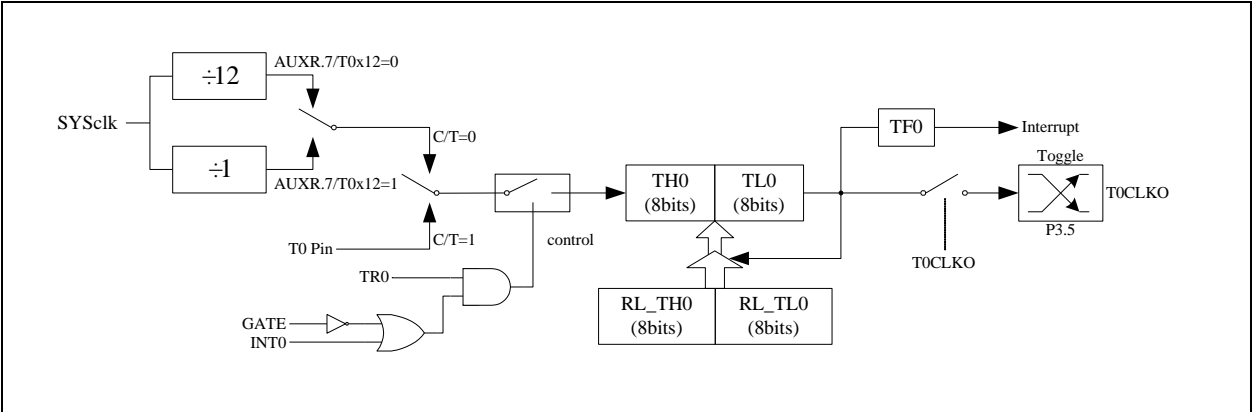 ÷12
AUXR.7/T0x12=0
SYSclk
÷1
AUXR.7/T0x12=1
C/T=0
T0 Pin
C/T=1
control
TR0
GATE
INT0
TH0
(8bits)
TL0
(8bits)
RL_TH0
(8bits)
RL_TL0
(8bits)
TF0
Interrupt
Toggle
T0CLKO
P3.5
T0CLKO